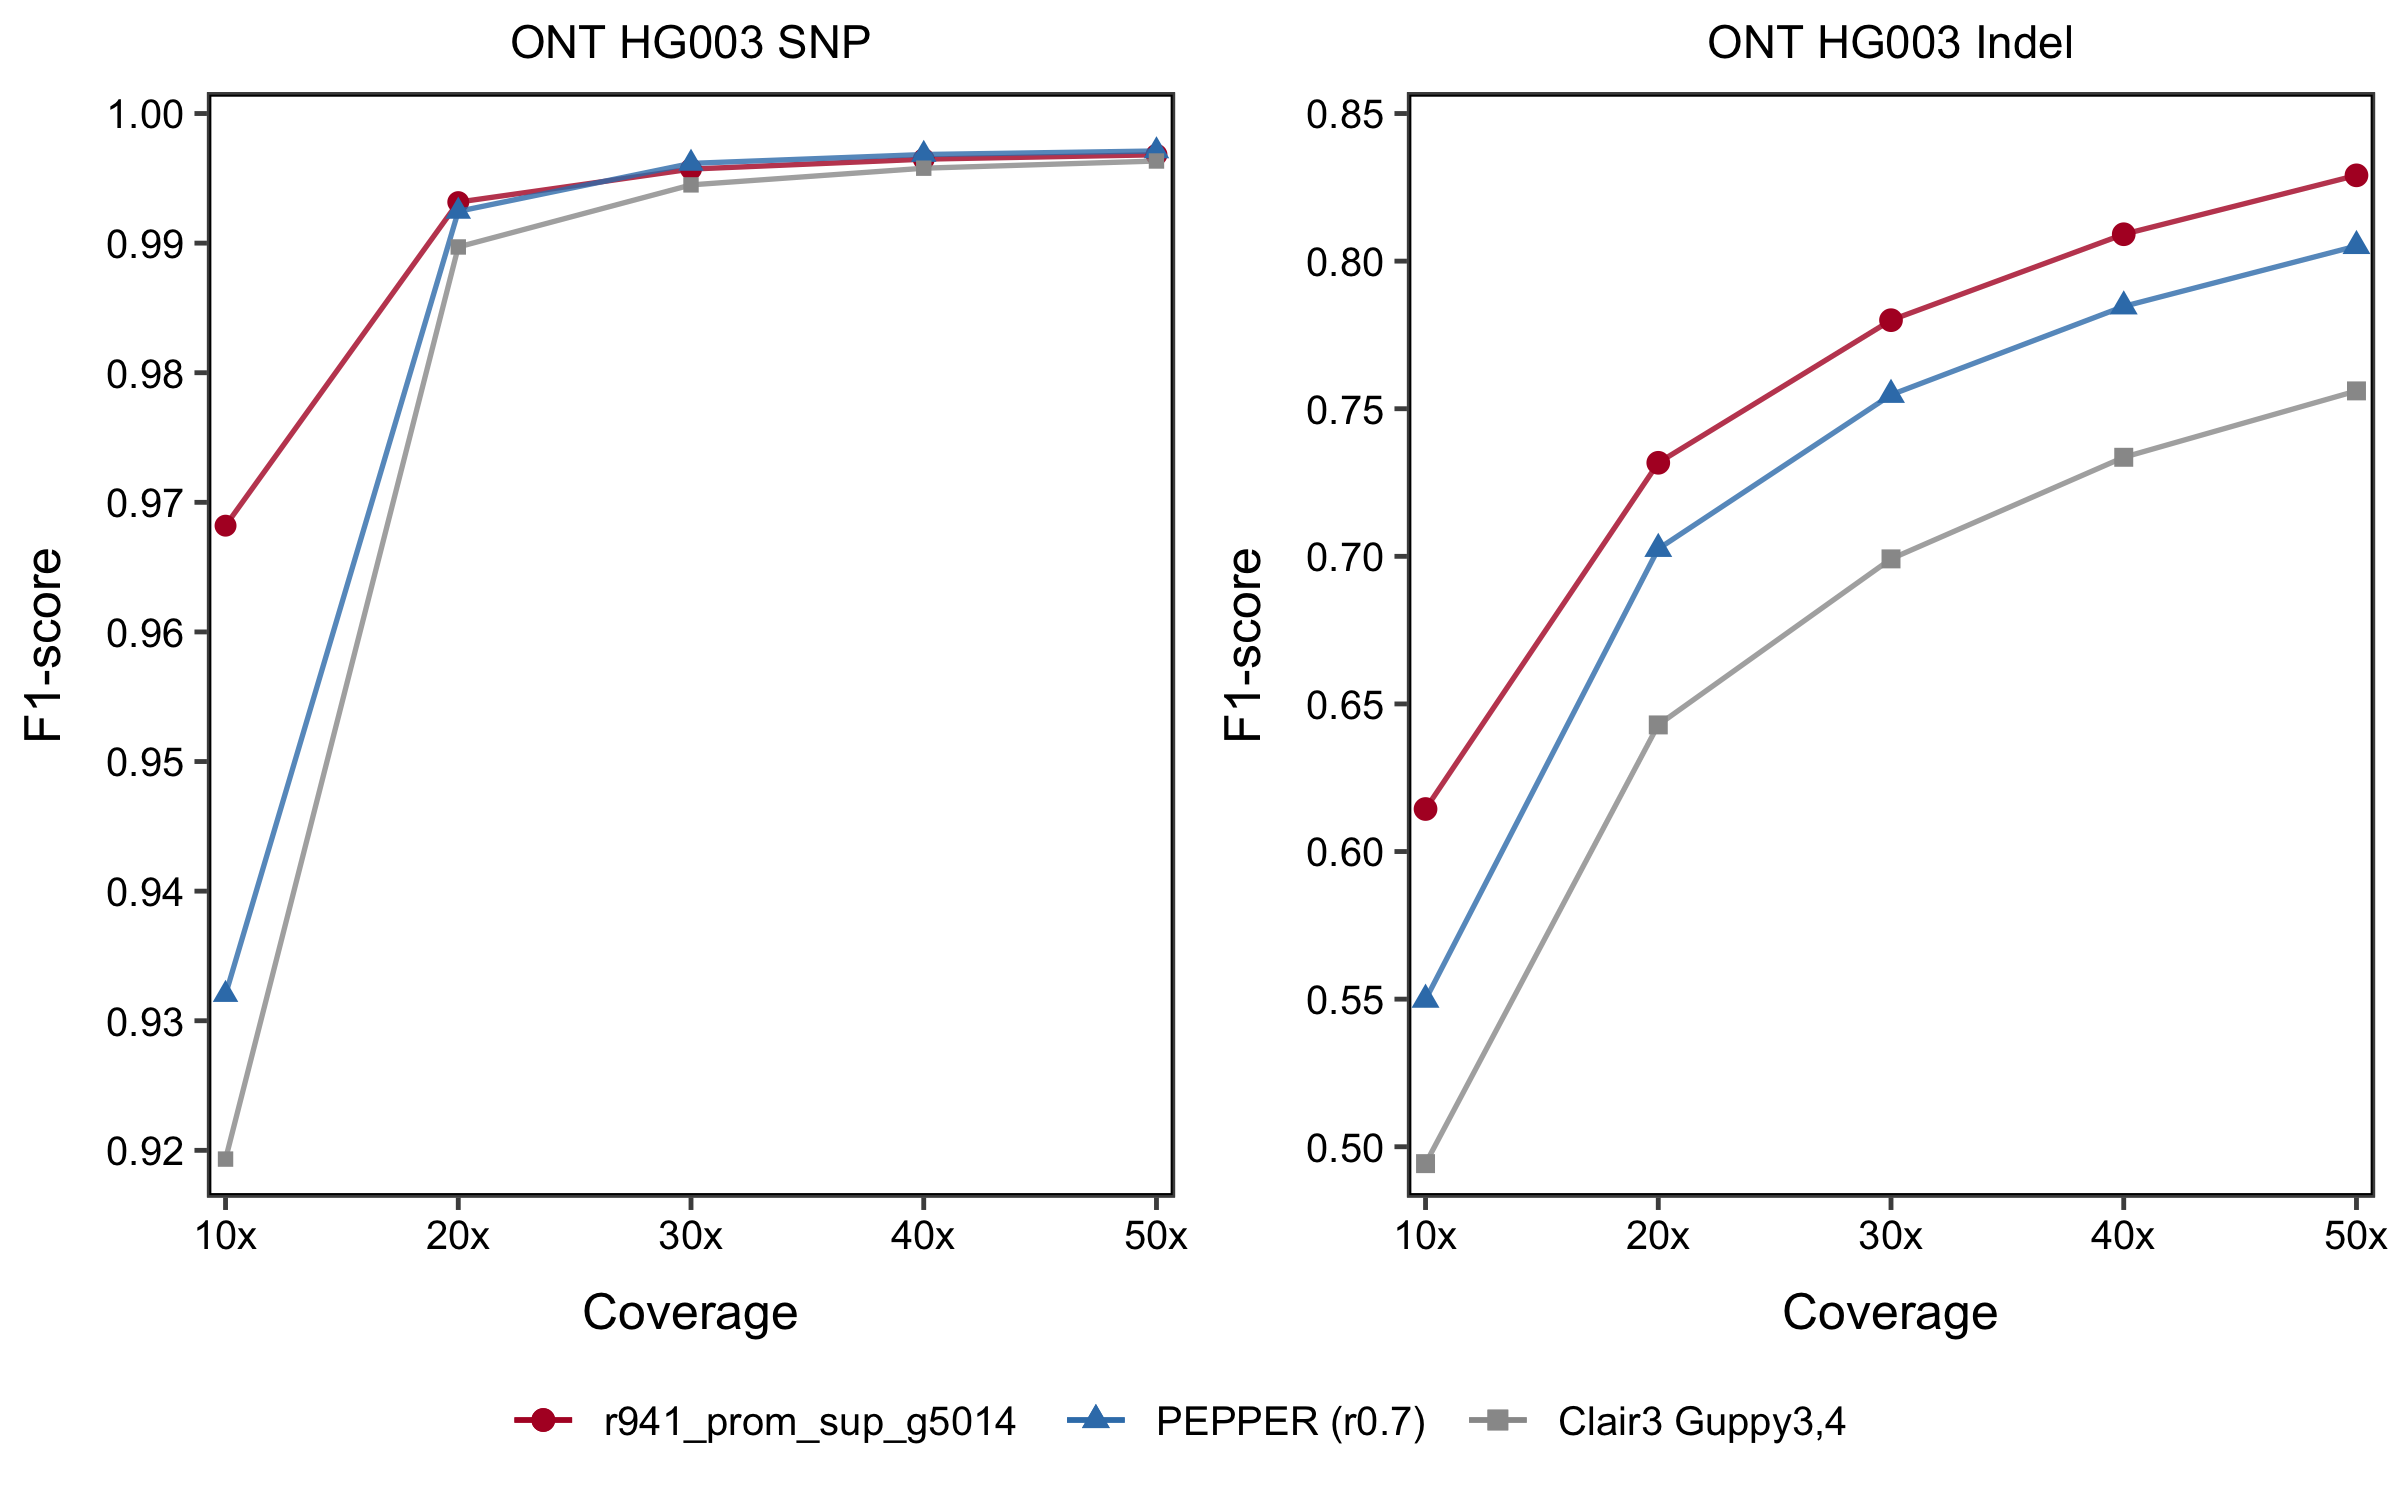 ONT HG003 SNP
1.00
0.99
0.98
0.97
0.96
0.95
0.94
0.93
0.92
F1-score
10x 20x 30x 40x 50x
Coverage
ONT HG003 Indel
0.85
0.80
0.75
0.70
0.65
0.60
0.55
0.50
F1-score
10x 20x 30x 40x 50x
Coverage
r941_prom_sup_g5014 PEPPER (r0.7) Clair3 Guppy3,4